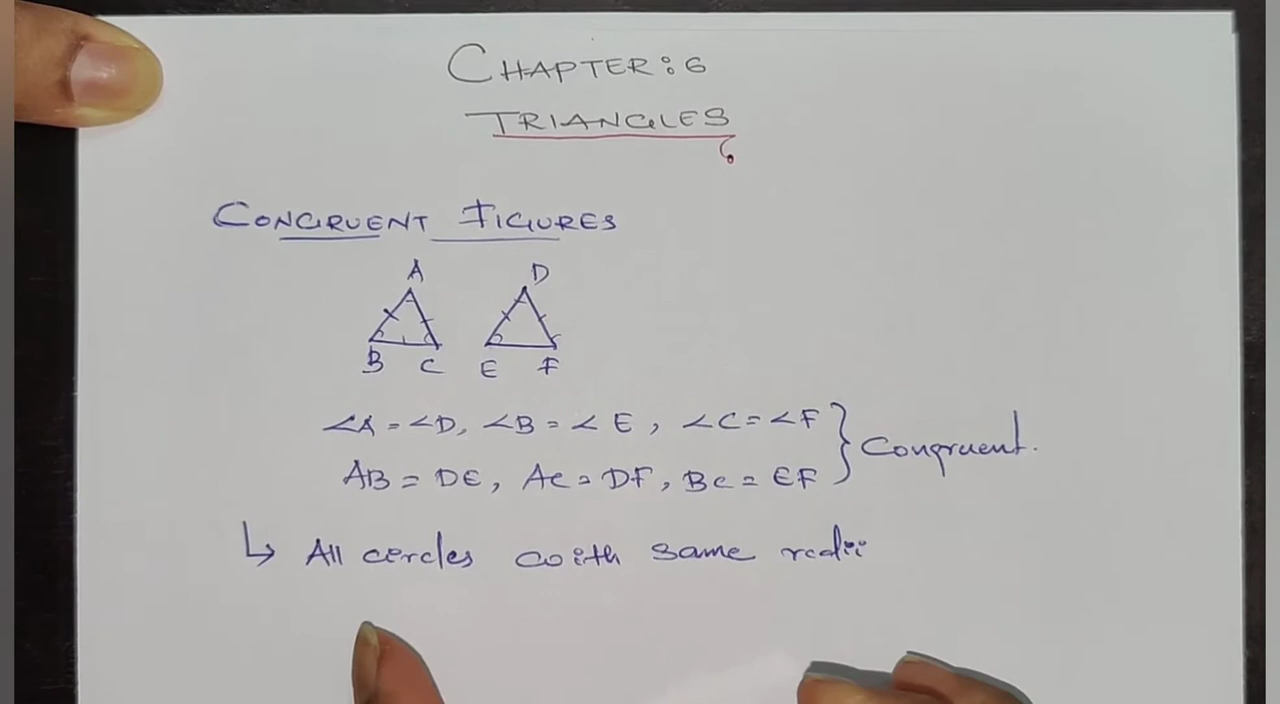 CHAPTER: 6
TRIANGLES
CONGRUENT FIGURES
A D
B C E F
∠A = ∠D, ∠B = ∠E, ∠C = ∠F } Congruent.
AB = DE, AC = DF, BC = EF
↳ All circles with same radii